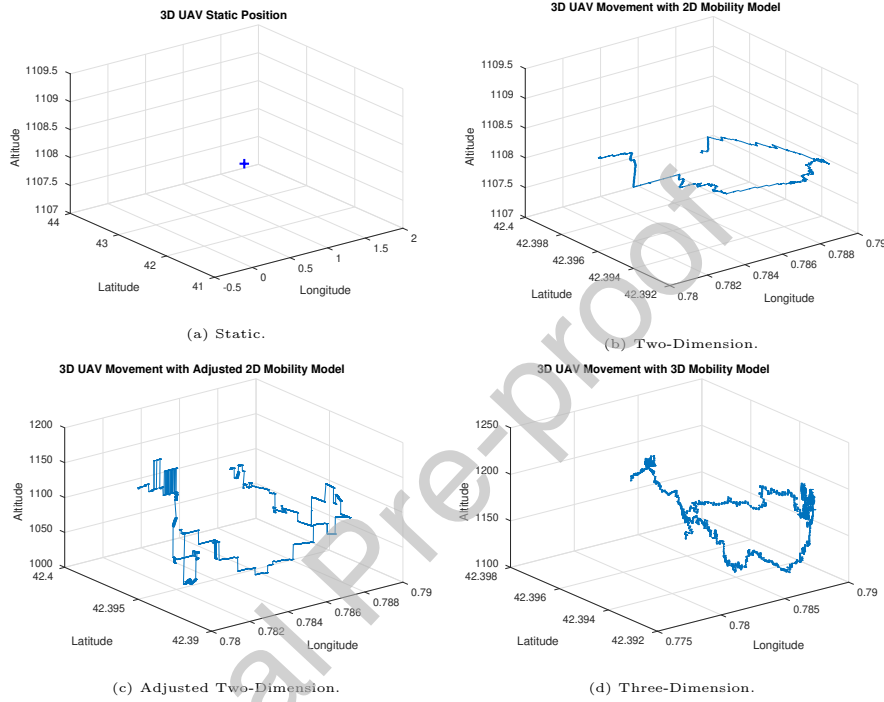 3D UAV Static Position
1109.5
1109
1108.5
1108
1107.5
1107
Altitude
44
43
42
41
Latitude
-0.5
0
0.5
1
1.5
2
Longitude
(a) Static.
3D UAV Movement with 2D Mobility Model
1109.5
1109
1108.5
1108
1107.5
1107
Altitude
42.4
42.398
42.396
42.394
42.392
Latitude
0.78
0.782
0.784
0.786
0.788
0.79
Longitude
(b) Two-Dimension.
3D UAV Movement with Adjusted 2D Mobility Model
1200
1150
1100
1050
1000
Altitude
42.4
42.395
42.39
Latitude
0.78
0.782
0.784
0.786
0.788
0.79
Longitude
(c) Adjusted Two-Dimension.
3D UAV Movement with 3D Mobility Model
1250
1200
1150
1100
Altitude
42.398
42.396
42.394
42.392
Latitude
0.775
0.78
0.785
0.79
Longitude
(d) Three-Dimension.
al Pre-proof